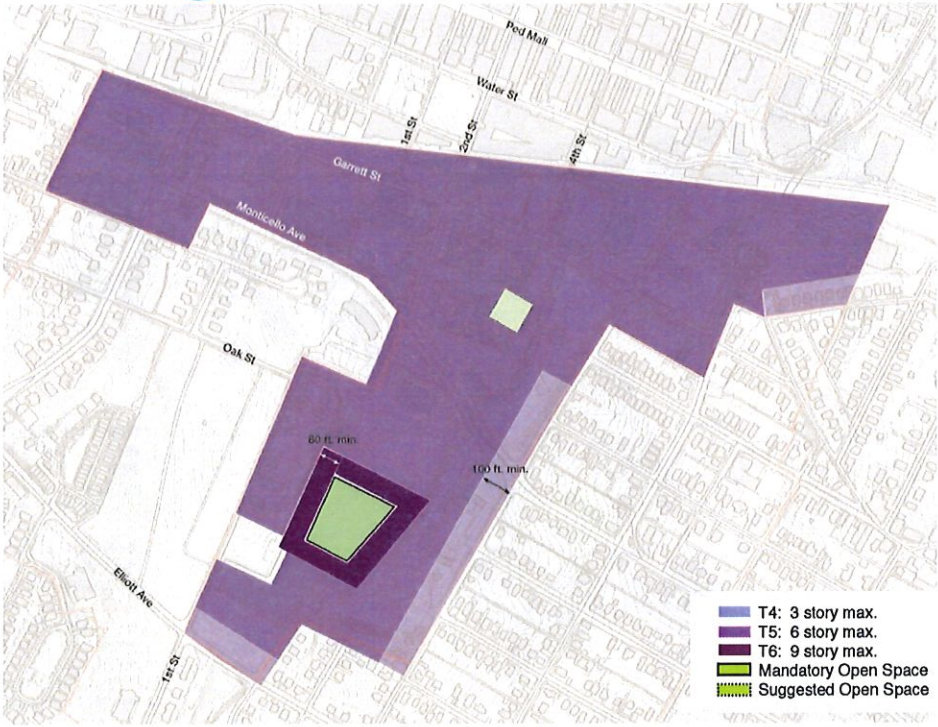 Ped Mall
Water St
1st St
2nd St
4th St
Garrett St
Monticello Ave
Oak St
60 ft. min.
100 ft. min.
Elliott Ave
1st St
T4: 3 story max.
T5: 6 story max.
T6: 9 story max.
Mandatory Open Space
Suggested Open Space